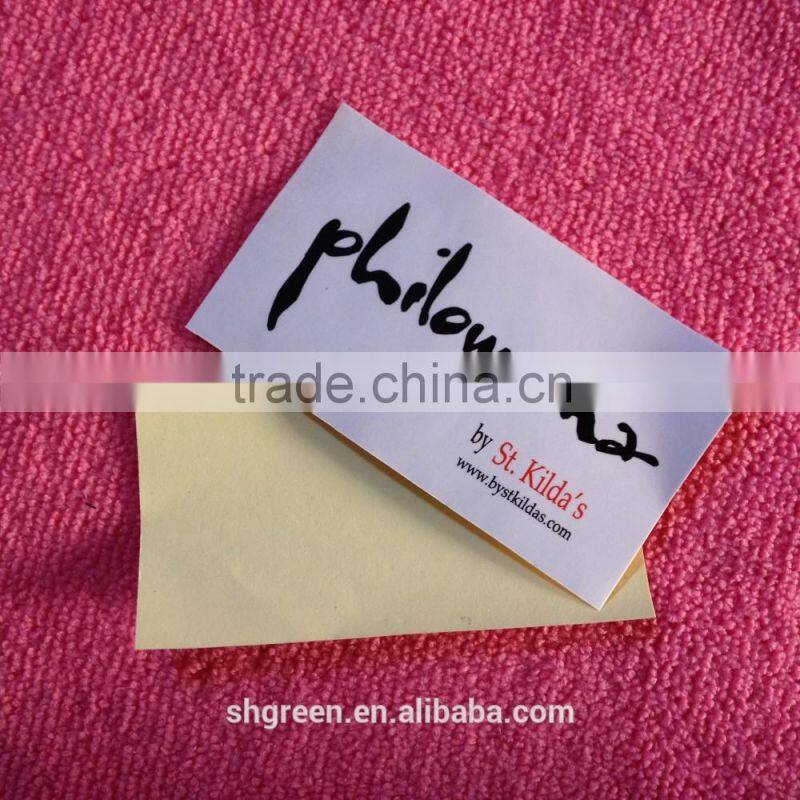 trade.china.cn
by St. Kilda's
www.bystkildas.com
shgreen.en.alibaba.com